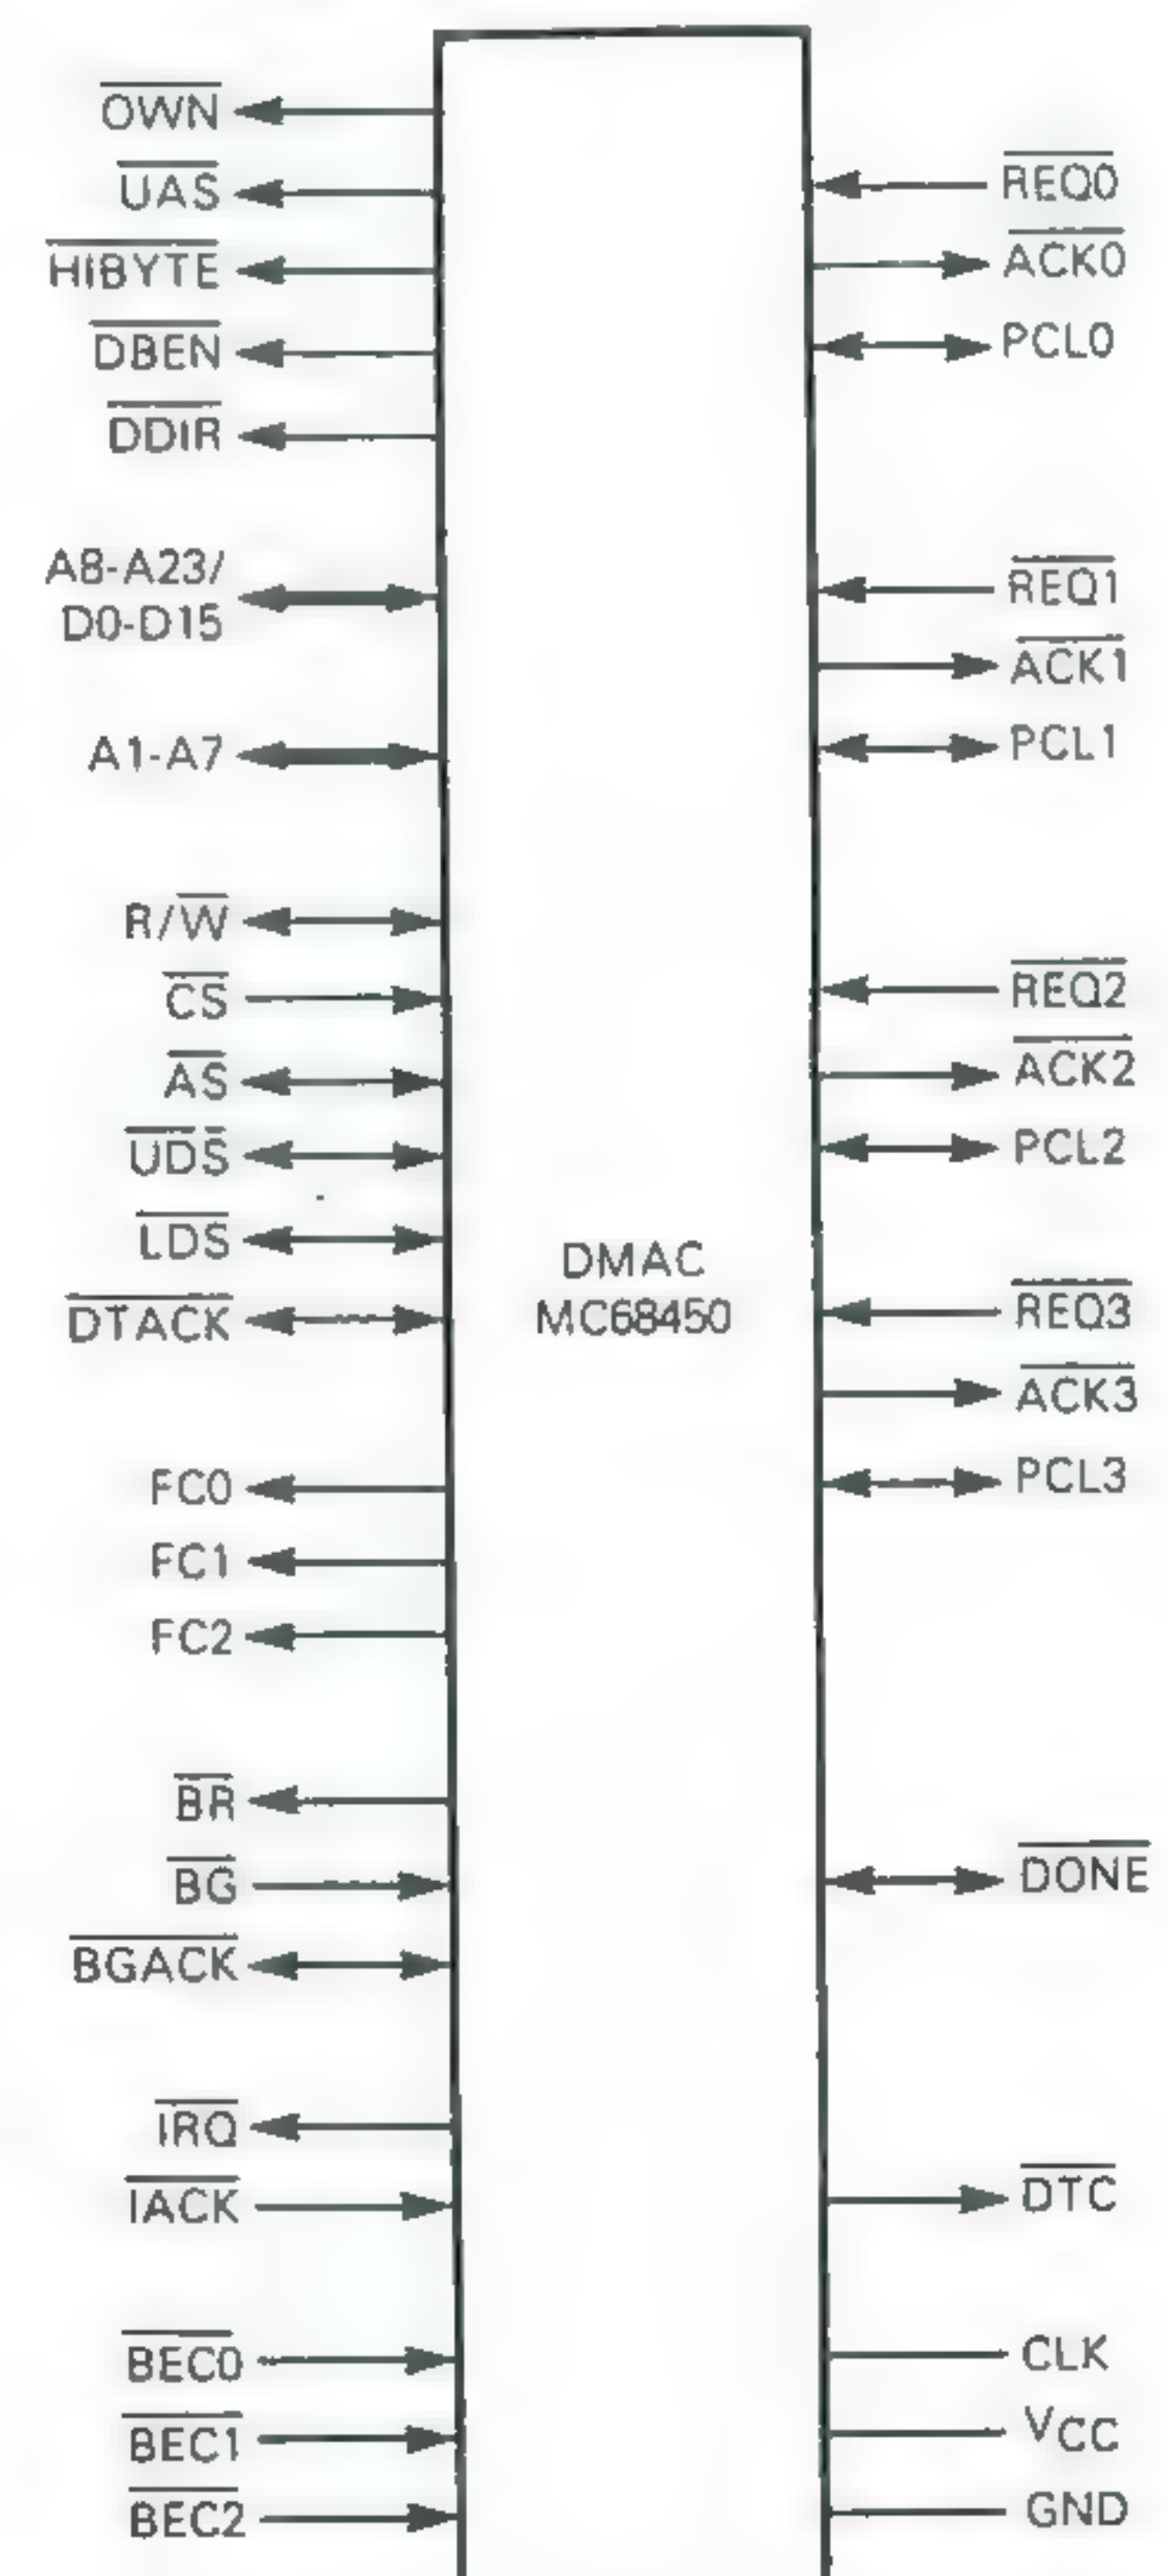 OWN
UAS
HIBYTE
DBEN
DDIR
A8-A23/
D0-D15
A1-A7
R/W
CS
AS
UDS
LDS
DTACK
FC0
FC1
FC2
BR
BG
BGACK
IRQ
IACK
BEC0
BEC1
BEC2
DMAC
MC68450
REQ0
ACK0
PCL0
REQ1
ACK1
PCL1
REQ2
ACK2
PCL2
REQ3
ACK3
PCL3
DONE
DTC
CLK
VCC
GND